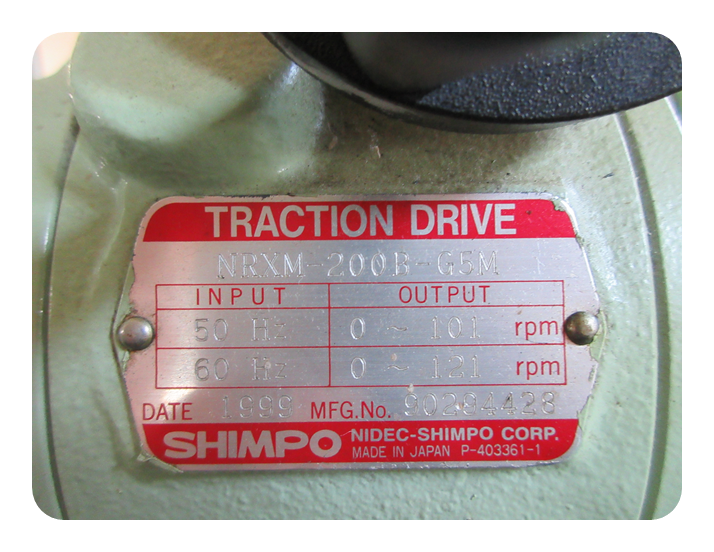 TRACTION DRIVE
NRXM-200B-G5M
INPUT OUTPUT
50 Hz 0 ~ 101 rpm
60 Hz 0 ~ 121 rpm
DATE 1999 MFG.No. 90294428
SHIMPO NIDEC-SHIMPO CORP.
MADE IN JAPAN P-403361-1